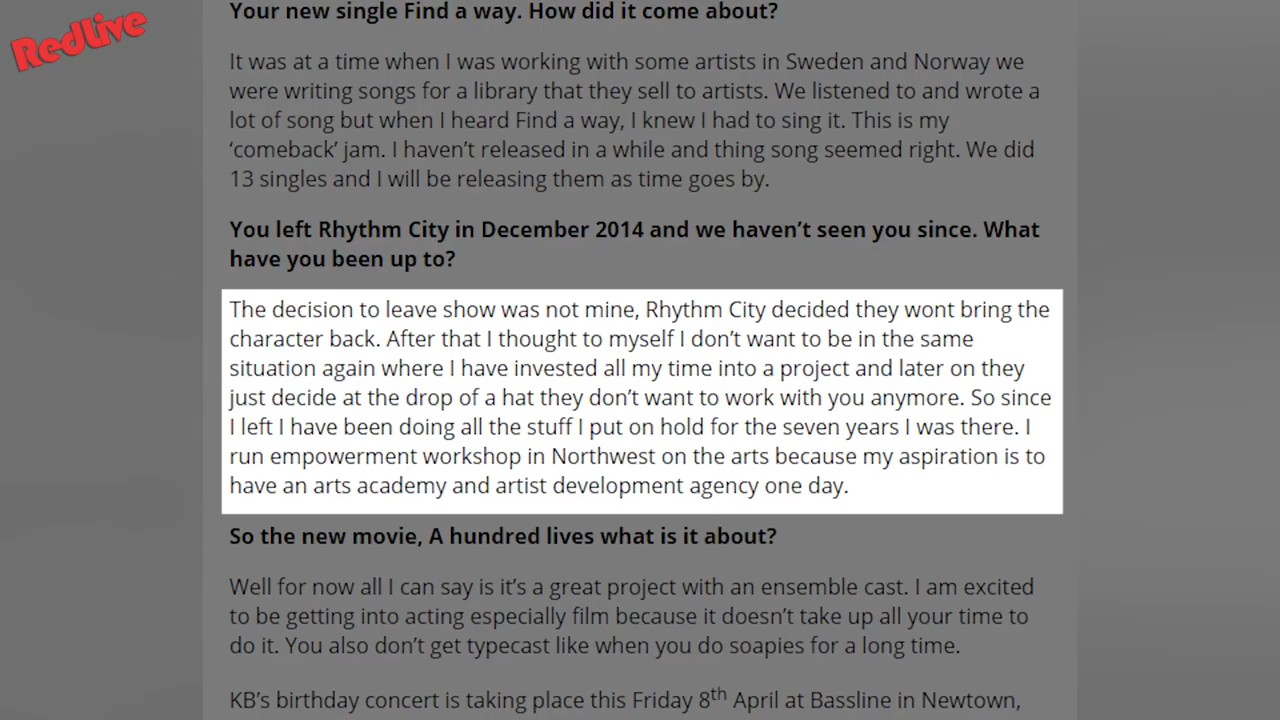 Redlive
Your new single Find a way. How did it come about?
It was at a time when I was working with some artists in Sweden and Norway we
were writing songs for a library that they sell to artists. We listened to and wrote a
lot of song but when I heard Find a way, I knew I had to sing it. This is my
‘comeback’ jam. I haven’t released in a while and thing song seemed right. We did
13 singles and I will be releasing them as time goes by.
You left Rhythm City in December 2014 and we haven’t seen you since. What
have you been up to?
The decision to leave show was not mine, Rhythm City decided they wont bring the
character back. After that I thought to myself I don’t want to be in the same
situation again where I have invested all my time into a project and later on they
just decide at the drop of a hat they don’t want to work with you anymore. So since
I left I have been doing all the stuff I put on hold for the seven years I was there. I
run empowerment workshop in Northwest on the arts because my aspiration is to
have an arts academy and artist development agency one day.
So the new movie, A hundred lives what is it about?
Well for now all I can say is it’s a great project with an ensemble cast. I am excited
to be getting into acting especially film because it doesn’t take up all your time to
do it. You also don’t get typecast like when you do soapies for a long time.
KB’s birthday concert is taking place this Friday 8th April at Bassline in Newtown,